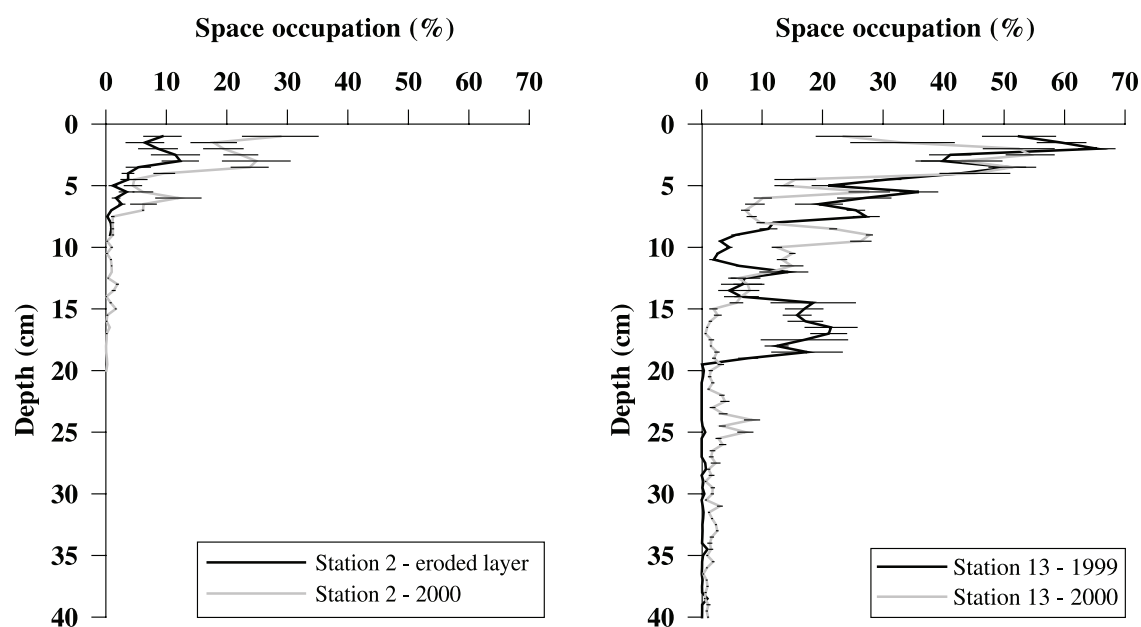 Space occupation (%)
0 10 20 30 40 50 60 70
0
5
10
15
20
25
30
35
40
Depth (cm)
Station 2 - eroded layer
Station 2 - 2000
Space occupation (%)
0 10 20 30 40 50 60 70
0
5
10
15
20
25
30
35
40
Depth (cm)
Station 13 - 1999
Station 13 - 2000